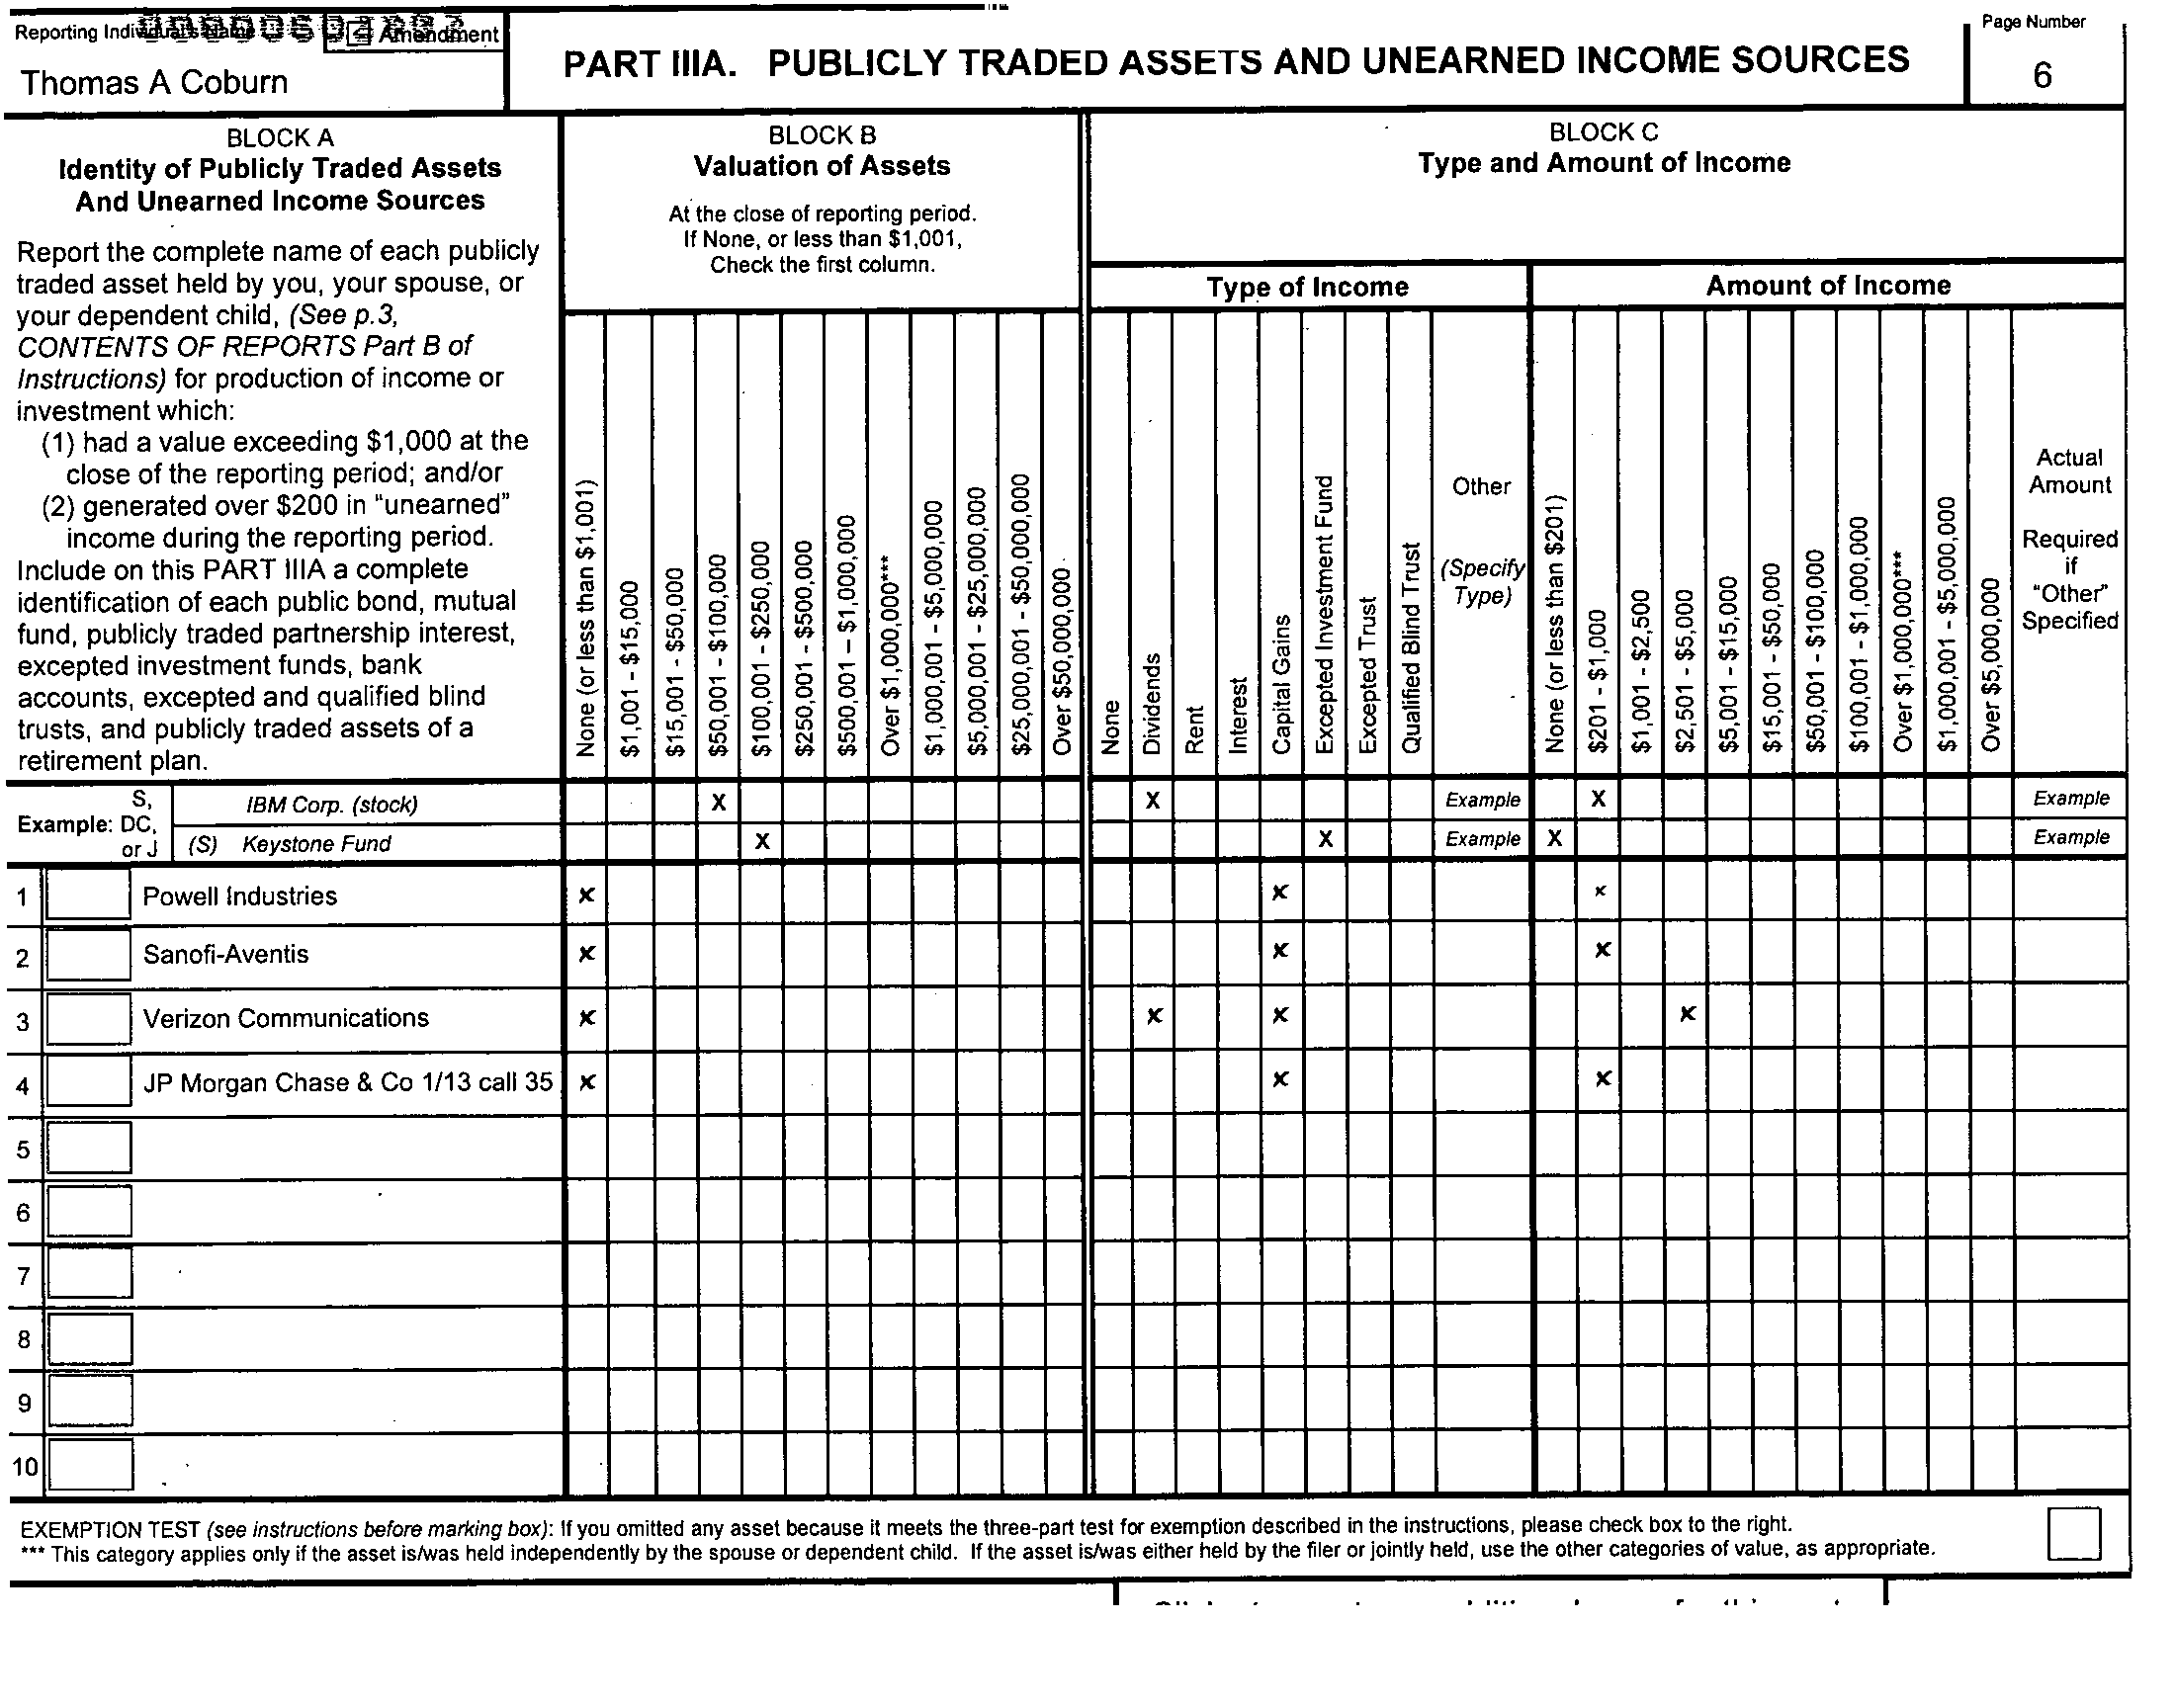 Reporting Individual's Name
Amendment
Thomas A Coburn
PART IIIA. PUBLICLY TRADED ASSETS AND UNEARNED INCOME SOURCES
Page Number
6
BLOCK A
Identity of Publicly Traded Assets
And Unearned Income Sources
Report the complete name of each publicly
traded asset held by you, your spouse, or
your dependent child, (See p.3,
CONTENTS OF REPORTS Part B of
Instructions) for production of income or
investment which:
(1) had a value exceeding $1,000 at the
close of the reporting period; and/or
(2) generated over $200 in "unearned"
income during the reporting period.
Include on this PART IIIA a complete
identification of each public bond, mutual
fund, publicly traded partnership interest,
excepted investment funds, bank
accounts, excepted and qualified blind
trusts, and publicly traded assets of a
retirement plan.
BLOCK B
Valuation of Assets
At the close of reporting period.
If None, or less than $1,001,
Check the first column.
None (or less than $1,001)
$1,001 - $15,000
$15,001 - $50,000
$50,001 - $100,000
$100,001 - $250,000
$250,001 - $500,000
$500,001 – $1,000,000
Over $1,000,000***
$1,000,001 - $5,000,000
$5,000,001 - $25,000,000
$25,000,001 - $50,000,000
Over $50,000,000
BLOCK C
Type and Amount of Income
Type of Income
None
Dividends
Rent
Interest
Capital Gains
Excepted Investment Fund
Excepted Trust
Qualified Blind Trust
Other
(Specify
Type)
Amount of Income
None (or less than $201)
$201 - $1,000
$1,001 - $2,500
$2,501 - $5,000
$5,001 - $15,000
$15,001 - $50,000
$50,001 - $100,000
$100,001 - $1,000,000
Over $1,000,000***
$1,000,001 - $5,000,000
Over $5,000,000
Actual
Amount
Required
if
"Other"
Specified
Example: S, DC, or J
IBM Corp. (stock) X X Example X Example
(S) Keystone Fund X X Example X Example
1 Powell Industries x x x
2 Sanofi-Aventis x x x
3 Verizon Communications x x x x
4 JP Morgan Chase & Co 1/13 call 35 x x x
5
6
7
8
9
10
EXEMPTION TEST (see instructions before marking box): If you omitted any asset because it meets the three-part test for exemption described in the instructions, please check box to the right.
*** This category applies only if the asset is/was held independently by the spouse or dependent child. If the asset is/was either held by the filer or jointly held, use the other categories of value, as appropriate.